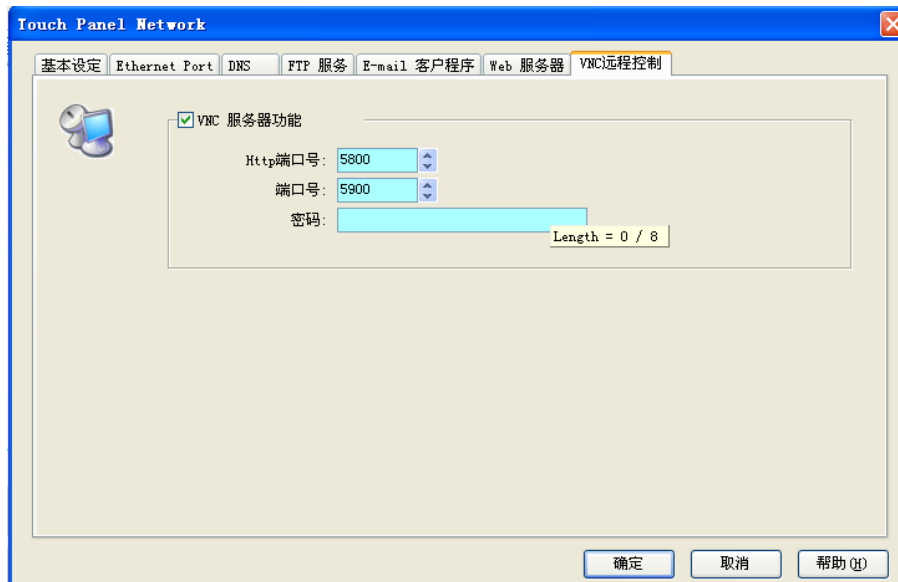 Touch Panel Network
基本设定 Ethernet Port DNS FTP 服务 E-mail 客户程序 Web 服务器 VNC远程控制
VNC 服务器功能
Http端口号: 5800
端口号: 5900
密码:
Length = 0 / 8
确定 取消 帮助(H)